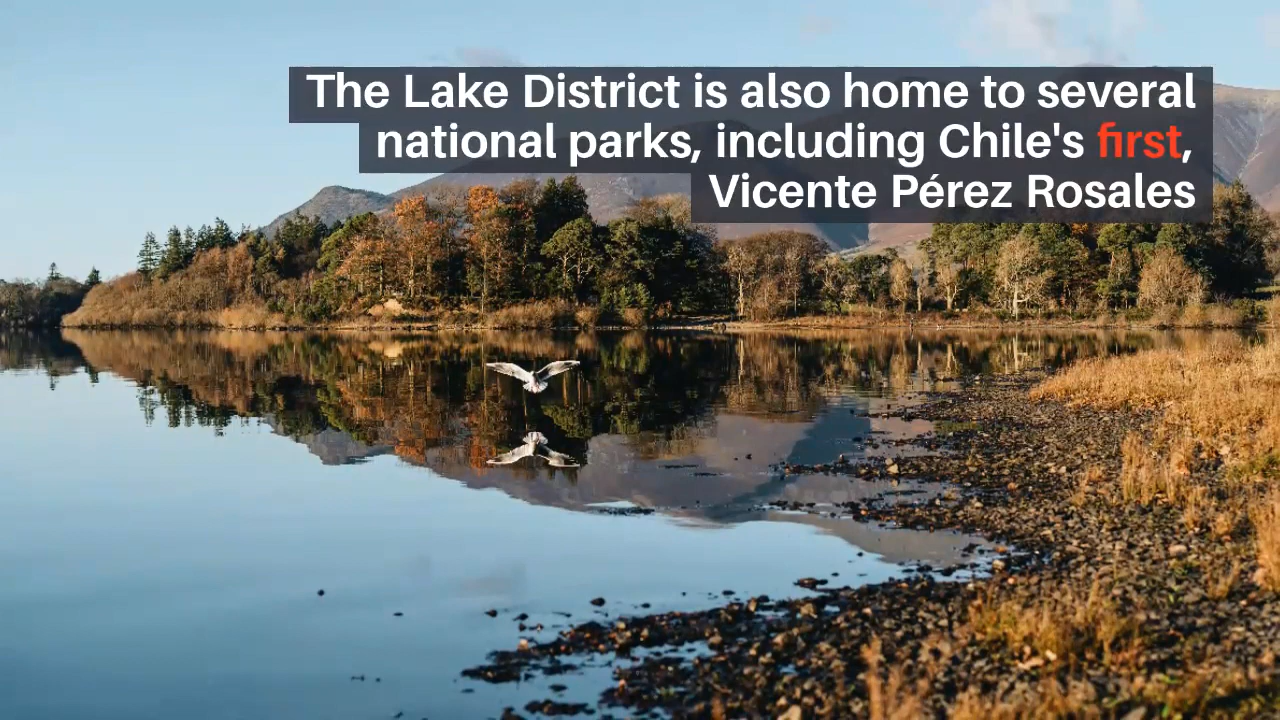 The Lake District is also home to several
national parks, including Chile's first,
Vicente Pérez Rosales